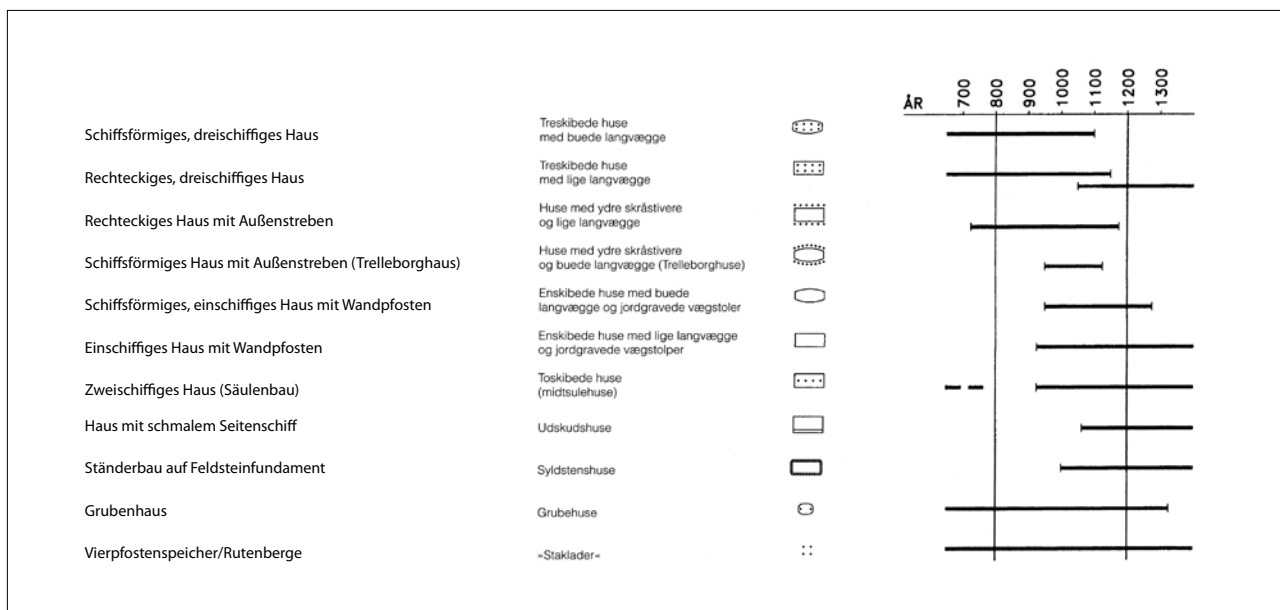 ÅR
700
800
900
1000
1100
1200
1300
Schiffsförmiges, dreischiffiges Haus
Treskibede huse
med buede langvægge
Rechteckiges, dreischiffiges Haus
Treskibede huse
med lige langvægge
Rechteckiges Haus mit Außenstreben
Huse med ydre skråstivere
og lige langvægge
Schiffsförmiges Haus mit Außenstreben (Trelleborghaus)
Huse med ydre skråstivere
og buede langvægge (Trelleborghuse)
Schiffsförmiges, einschiffiges Haus mit Wandpfosten
Enskibede huse med buede
langvægge og jordgravede vægstoler
Einschiffiges Haus mit Wandpfosten
Enskibede huse med lige langvægge
og jordgravede vægstolper
Zweischiffiges Haus (Säulenbau)
Toskibede huse
(midtsulehuse)
Haus mit schmalem Seitenschiff
Udskudshuse
Ständerbau auf Feldsteinfundament
Syldstenshuse
Grubenhaus
Grubehuse
Vierpfostenspeicher/Rutenberge
»Staklader«